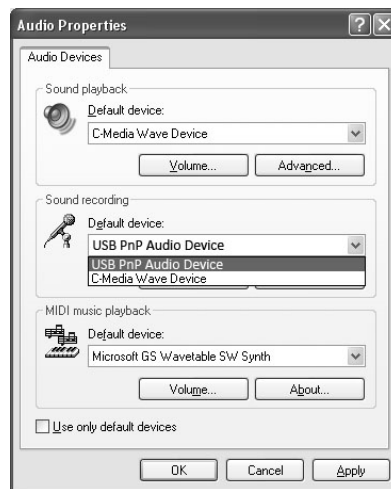 Audio Properties
Audio Devices
Sound playback
Default device:
C-Media Wave Device
Volume... Advanced...
Sound recording
Default device:
USB PnP Audio Device
USB PnP Audio Device
C-Media Wave Device
MIDI music playback
Default device:
Microsoft GS Wavetable SW Synth
Volume... About...
Use only default devices
OK Cancel Apply